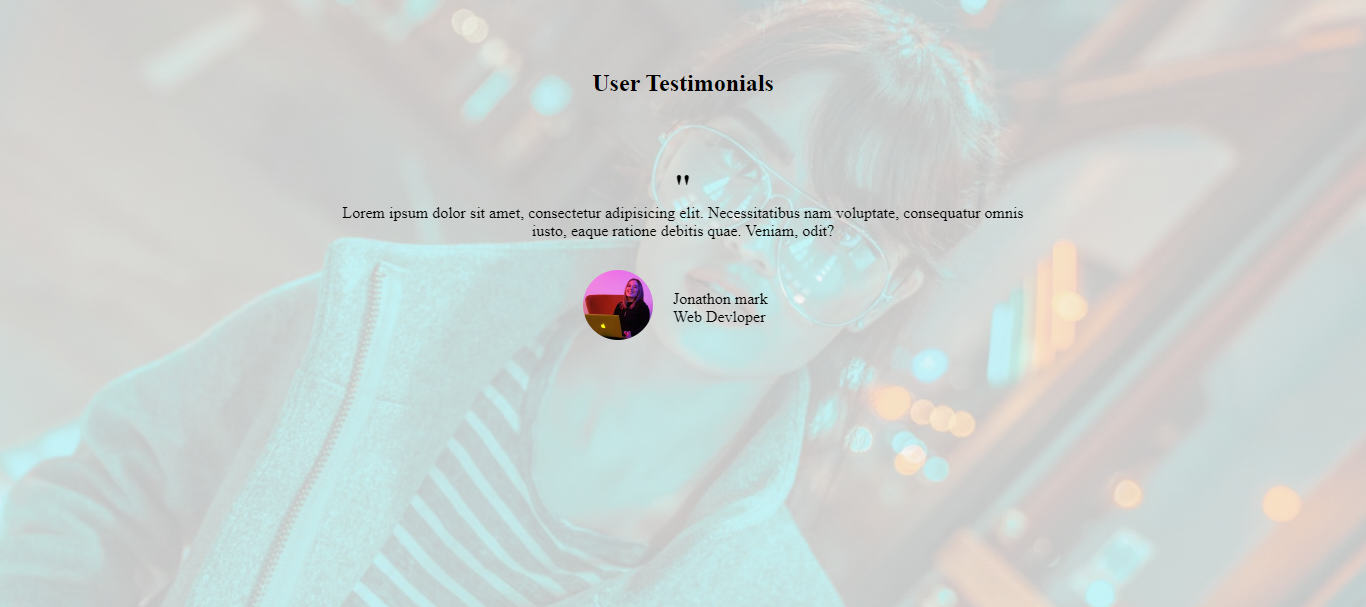 User Testimonials
"
Lorem ipsum dolor sit amet, consectetur adipisicing elit. Necessitatibus nam voluptate, consequatur omnis
iusto, eaque ratione debitis quae. Veniam, odit?
Jonathon mark
Web Devloper